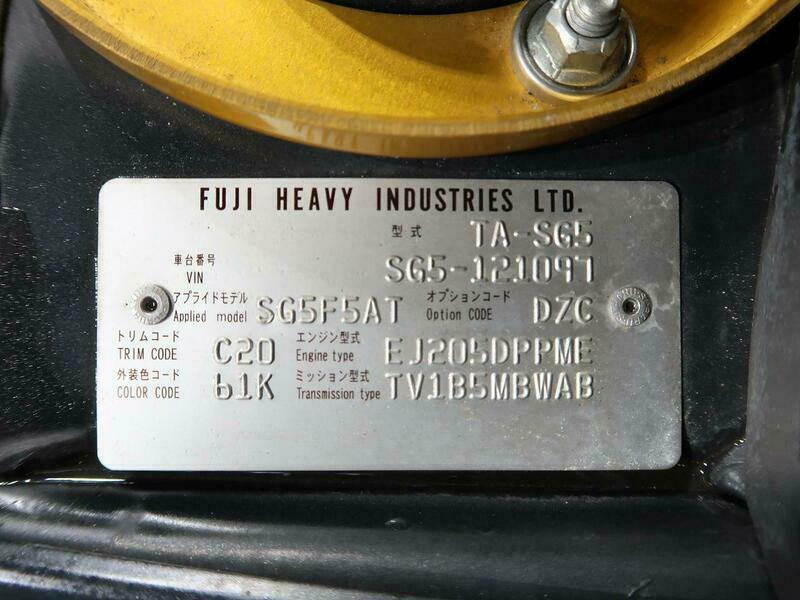 FUJI HEAVY INDUSTRIES LTD.
型式 TA-SG5
車台番号 VIN SG5-121097
アプライドモデル Applied model SG5F5AT オプションコード Option CODE DZC
トリムコード TRIM CODE C20 エンジン型式 Engine type EJ205DPPME
外装色コード COLOR CODE 61K ミッション型式 Transmission type TV1B5MBWAB